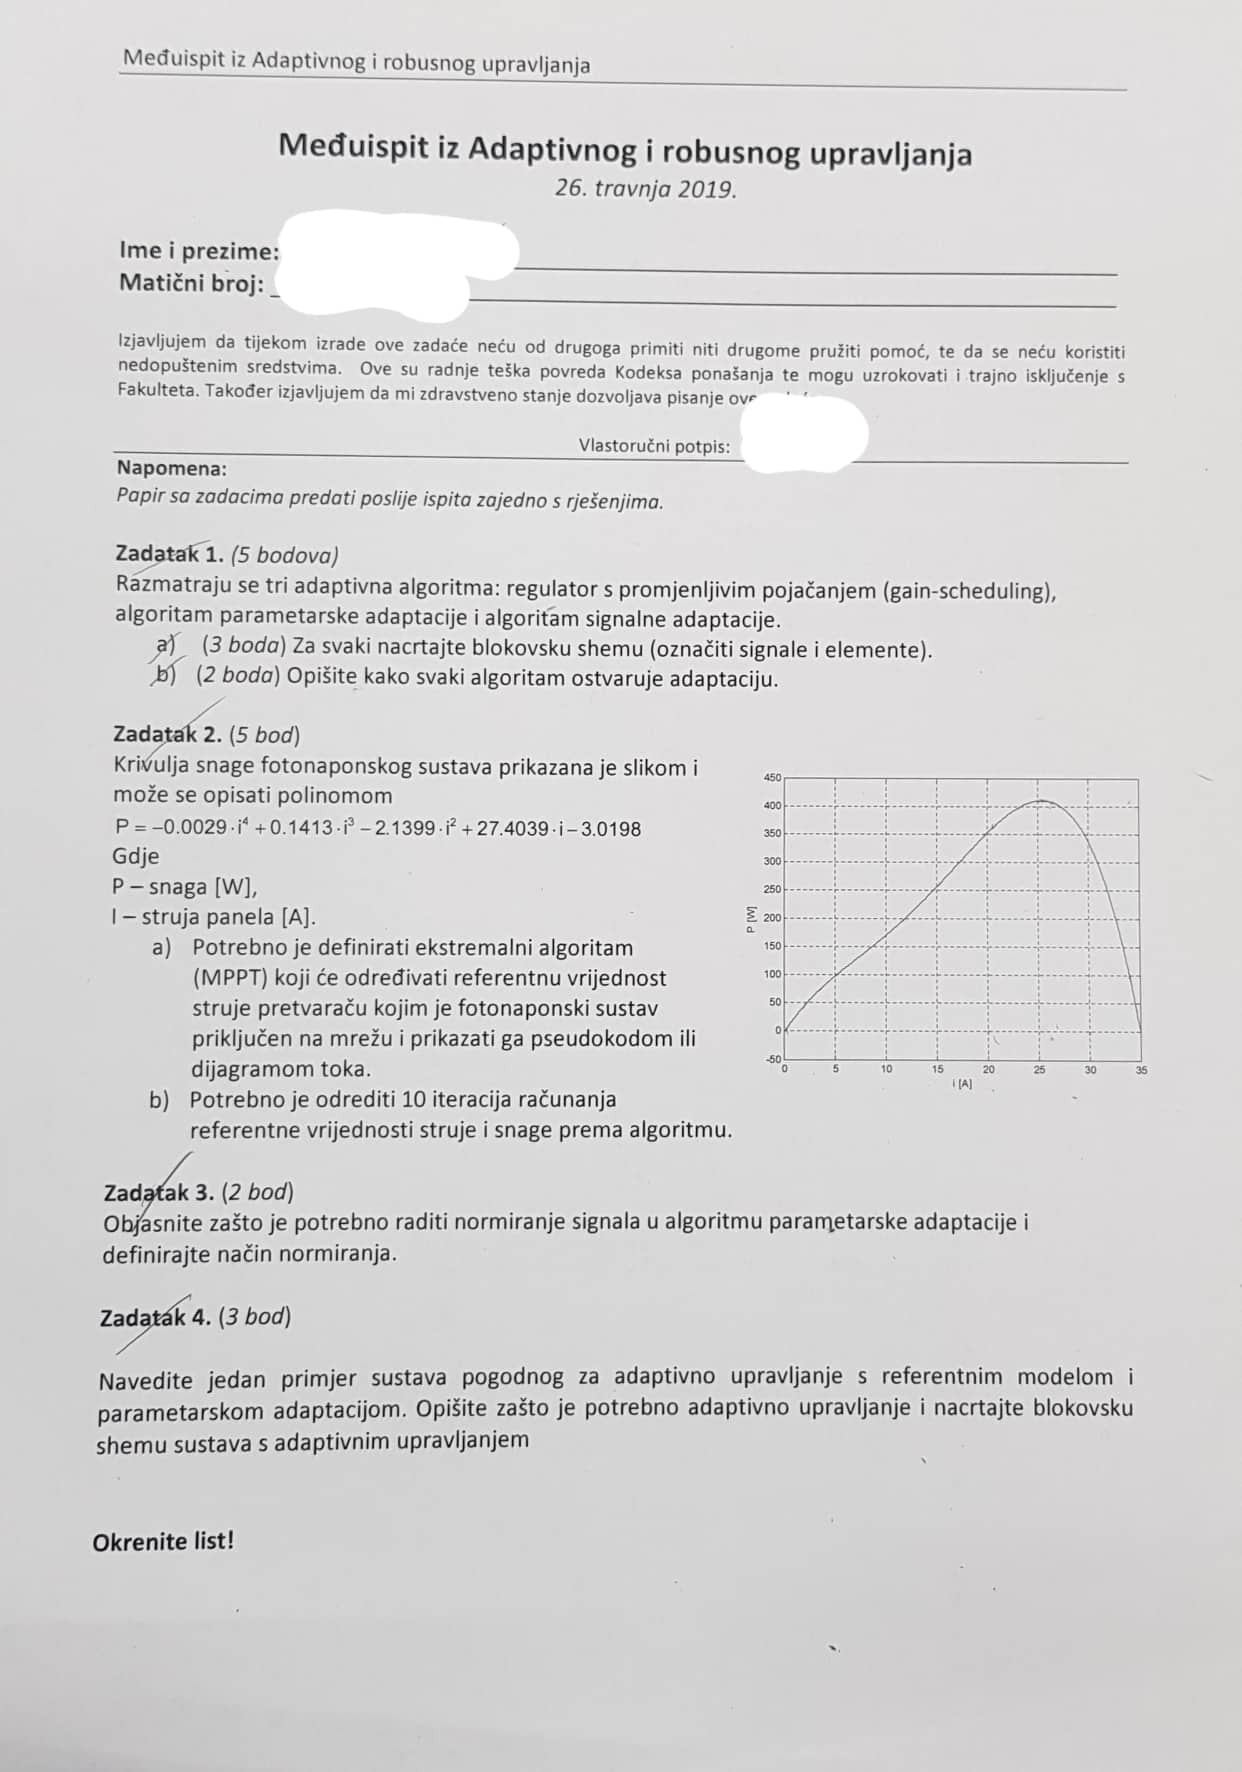 Međuispit iz Adaptivnog i robusnog upravljanja
Međuispit iz Adaptivnog i robusnog upravljanja
26. travnja 2019.
Ime i prezime:
Matični broj:
Izjavljujem da tijekom izrade ove zadaće neću od drugoga primiti niti drugome pružiti pomoć, te da se neću koristiti
nedopuštenim sredstvima. Ove su radnje teška povreda Kodeksa ponašanja te mogu uzrokovati i trajno isključenje s
Fakulteta. Također izjavljujem da mi zdravstveno stanje dozvoljava pisanje
Vlastoručni potpis:
Napomena:
Papir sa zadacima predati poslije ispita zajedno s rješenjima.
Zadatak 1. (5 bodova)
Razmatraju se tri adaptivna algoritma: regulator s promjenljivim pojačanjem (gain-scheduling),
algoritam parametarske adaptacije i algoritam signalne adaptacije.
a) (3 boda) Za svaki nacrtajte blokovsku shemu (označiti signale i elemente).
b) (2 boda) Opišite kako svaki algoritam ostvaruje adaptaciju.
Zadatak 2. (5 bod)
Krivulja snage fotonaponskog sustava prikazana je slikom i
može se opisati polinomom
P = −0.0029·i⁴ + 0.1413·i³ − 2.1399·i² + 27.4039·i − 3.0198
Gdje
P – snaga [W],
I – struja panela [A].
a) Potrebno je definirati ekstremalni algoritam
(MPPT) koji će određivati referentnu vrijednost
struje pretvaraču kojim je fotonaponski sustav
priključen na mrežu i prikazati ga pseudokodom ili
dijagramom toka.
b) Potrebno je odrediti 10 iteracija računanja
referentne vrijednosti struje i snage prema algoritmu.
450
400
350
300
250
200
150
100
50
0
-50
P [W]
0 5 10 15 20 25 30 35
i [A]
Zadatak 3. (2 bod)
Objasnite zašto je potrebno raditi normiranje signala u algoritmu parametarske adaptacije i
definirajte način normiranja.
Zadatak 4. (3 bod)
Navedite jedan primjer sustava pogodnog za adaptivno upravljanje s referentnim modelom i
parametarskom adaptacijom. Opišite zašto je potrebno adaptivno upravljanje i nacrtajte blokovsku
shemu sustava s adaptivnim upravljanjem
Okrenite list!